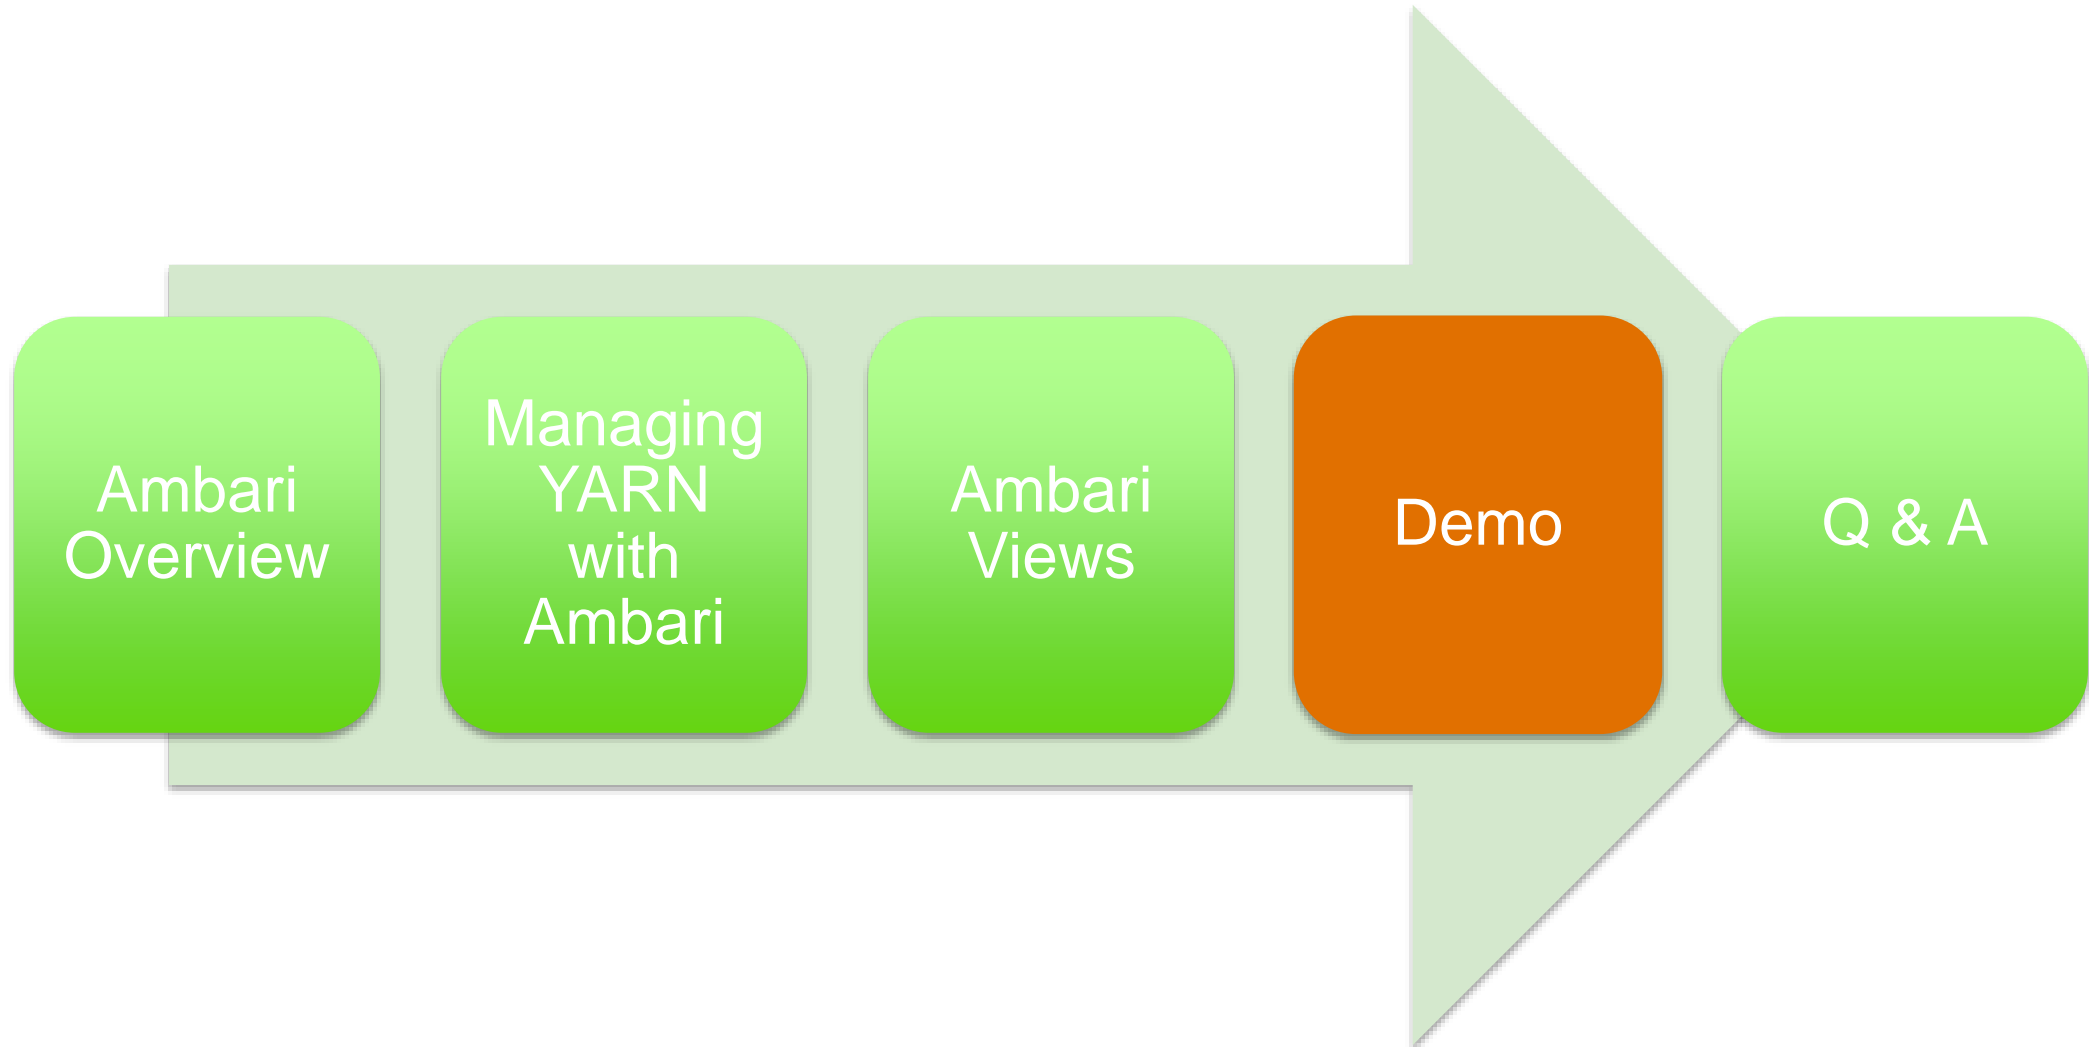 Ambari
Overview
Managing
YARN
with
Ambari
Ambari
Views
Demo
Q & A